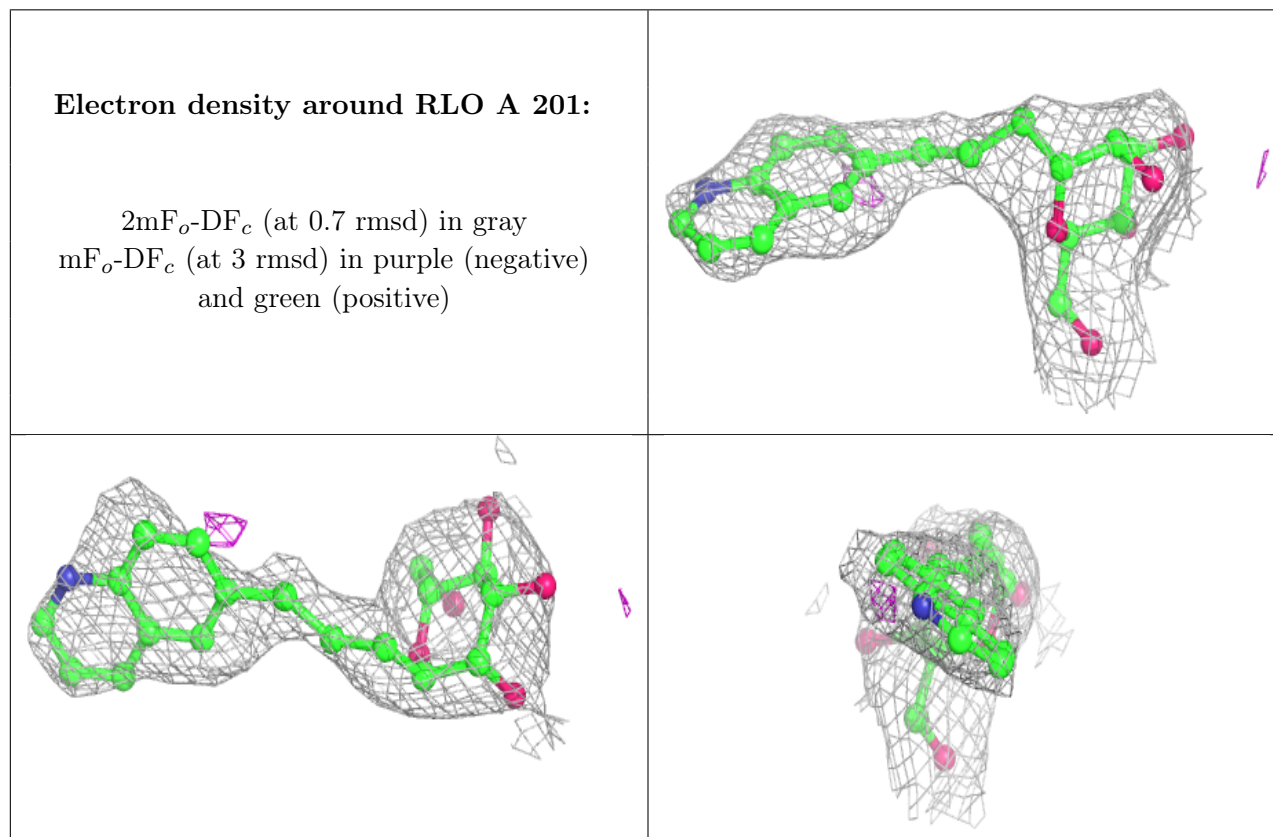 Electron density around RLO A 201:
2mFo-DFc (at 0.7 rmsd) in gray
mFo-DFc (at 3 rmsd) in purple (negative)
and green (positive)